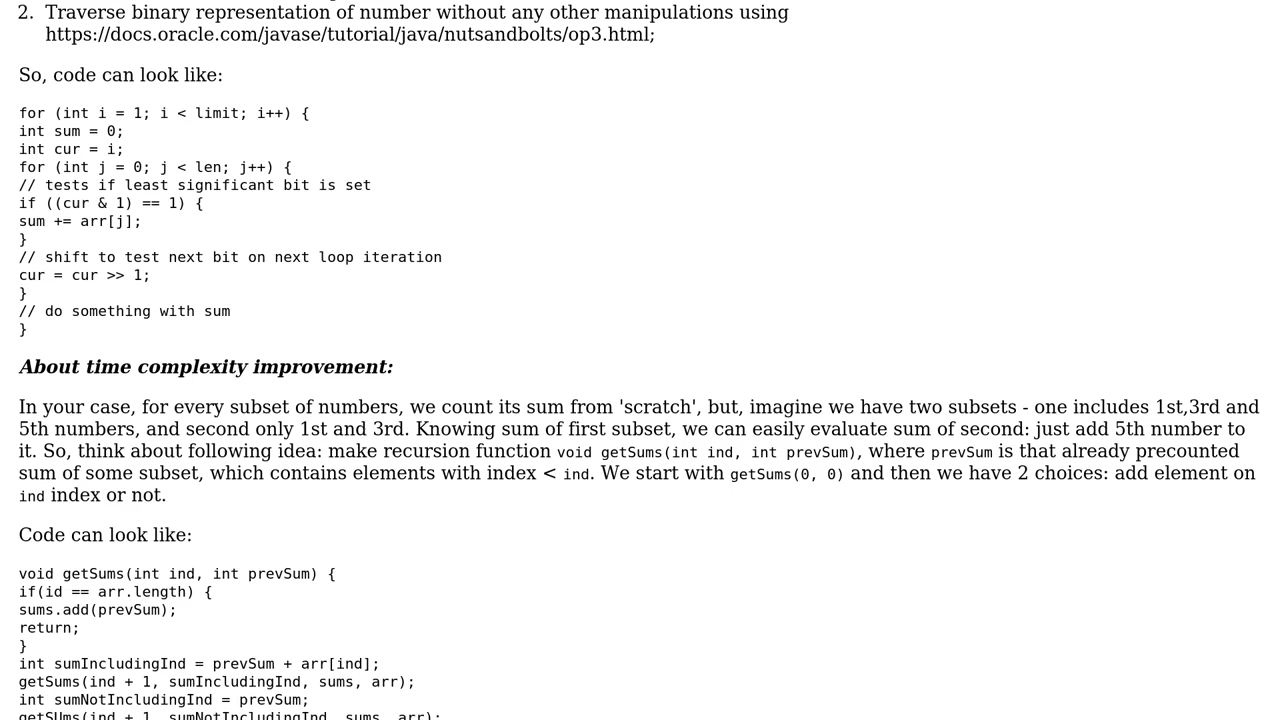 2. Traverse binary representation of number without any other manipulations using
https://docs.oracle.com/javase/tutorial/java/nutsandbolts/op3.html;
So, code can look like:
for (int i = 1; i < limit; i++) {
int sum = 0;
int cur = i;
for (int j = 0; j < len; j++) {
// tests if least significant bit is set
if ((cur & 1) == 1) {
sum += arr[j];
}
// shift to test next bit on next loop iteration
cur = cur >> 1;
}
// do something with sum
}
About time complexity improvement:
In your case, for every subset of numbers, we count its sum from 'scratch', but, imagine we have two subsets - one includes 1st,3rd and
5th numbers, and second only 1st and 3rd. Knowing sum of first subset, we can easily evaluate sum of second: just add 5th number to
it. So, think about following idea: make recursion function void getSums(int ind, int prevSum), where prevSum is that already precounted
sum of some subset, which contains elements with index < ind. We start with getSums(0, 0) and then we have 2 choices: add element on
ind index or not.
Code can look like:
void getSums(int ind, int prevSum) {
if(id == arr.length) {
sums.add(prevSum);
return;
}
int sumIncludingInd = prevSum + arr[ind];
getSums(ind + 1, sumIncludingInd, sums, arr);
int sumNotIncludingInd = prevSum;
getSUms(ind + 1, sumNotIncludingInd, sums, arr);